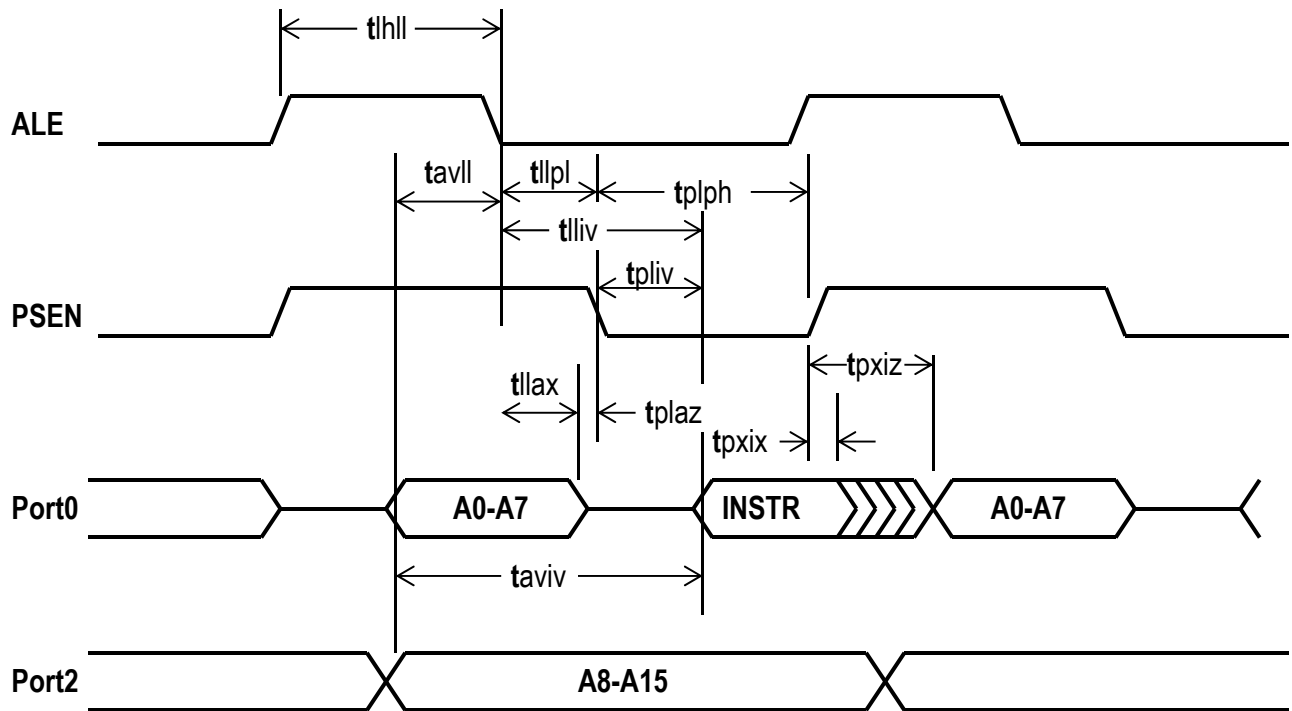 tlhll
ALE
tavll
tllpl
tplph
tlliv
tpliv
PSEN
tllax
tplaz
tpxiz
tpxix
Port0
A0-A7
INSTR
A0-A7
taviv
Port2
A8-A15